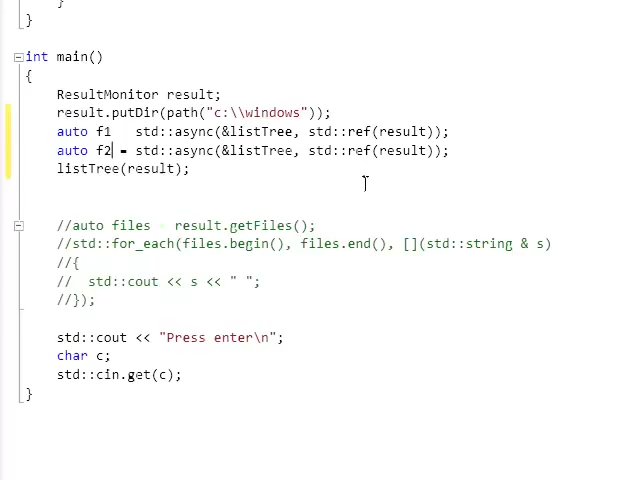 }
}
int main()
{
ResultMonitor result;
result.putDir(path("c:\\windows"));
auto f1   std::async(&listTree, std::ref(result));
auto f2 = std::async(&listTree, std::ref(result));
listTree(result);
//auto files = result.getFiles();
//std::for_each(files.begin(), files.end(), [](std::string & s)
//{
//  std::cout << s << " ";
//});
std::cout << "Press enter\n";
char c;
std::cin.get(c);
}